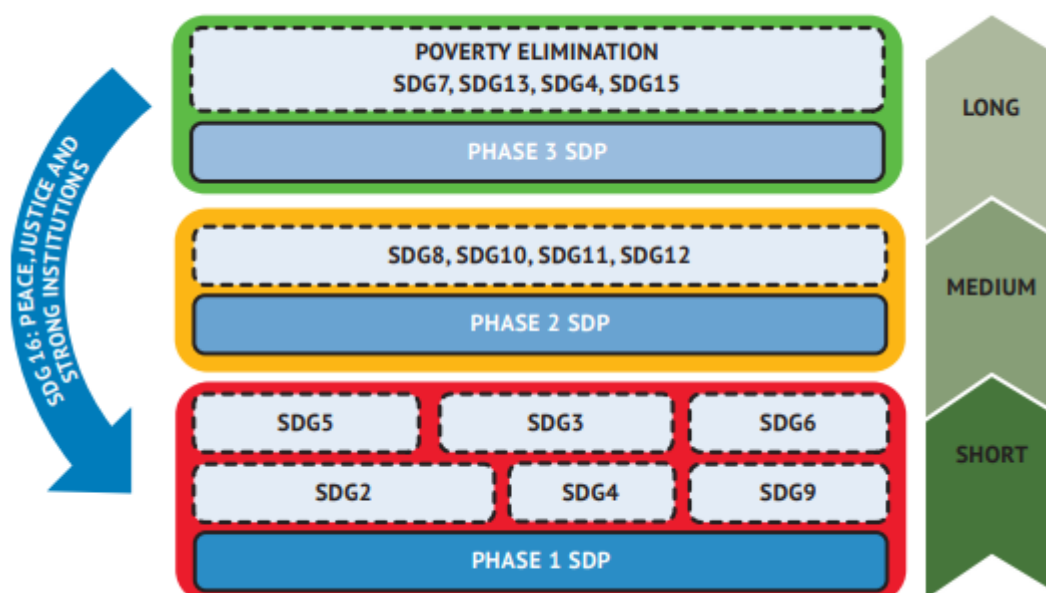 POVERTY ELIMINATION
SDG7, SDG13, SDG4, SDG15
PHASE 3 SDP
LONG
SDG 16: PEACE, JUSTICE AND
STRONG INSTITUTIONS
SDG8, SDG10, SDG11, SDG12
PHASE 2 SDP
MEDIUM
SDG5
SDG3
SDG6
SDG2
SDG4
SDG9
SHORT
PHASE 1 SDP